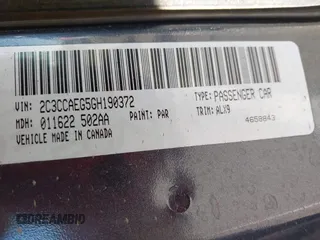 VIN: 2C3CCAEG5GH190372 TYPE: PASSENGER CAR
MDH: 011622 502AA PAINT: PAR TRIM: ALX9
VEHICLE MADE IN CANADA 4658843
DREAMBID